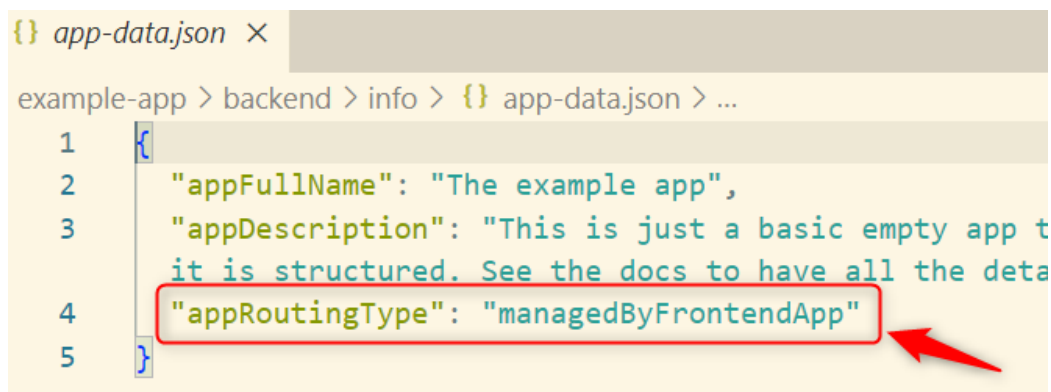 {} app-data.json ×
example-app > backend > info > {} app-data.json > ...
1 {
2 "appFullName": "The example app",
3 "appDescription": "This is just a basic empty app t
it is structured. See the docs to have all the deta
4 "appRoutingType": "managedByFrontendApp"
5 }